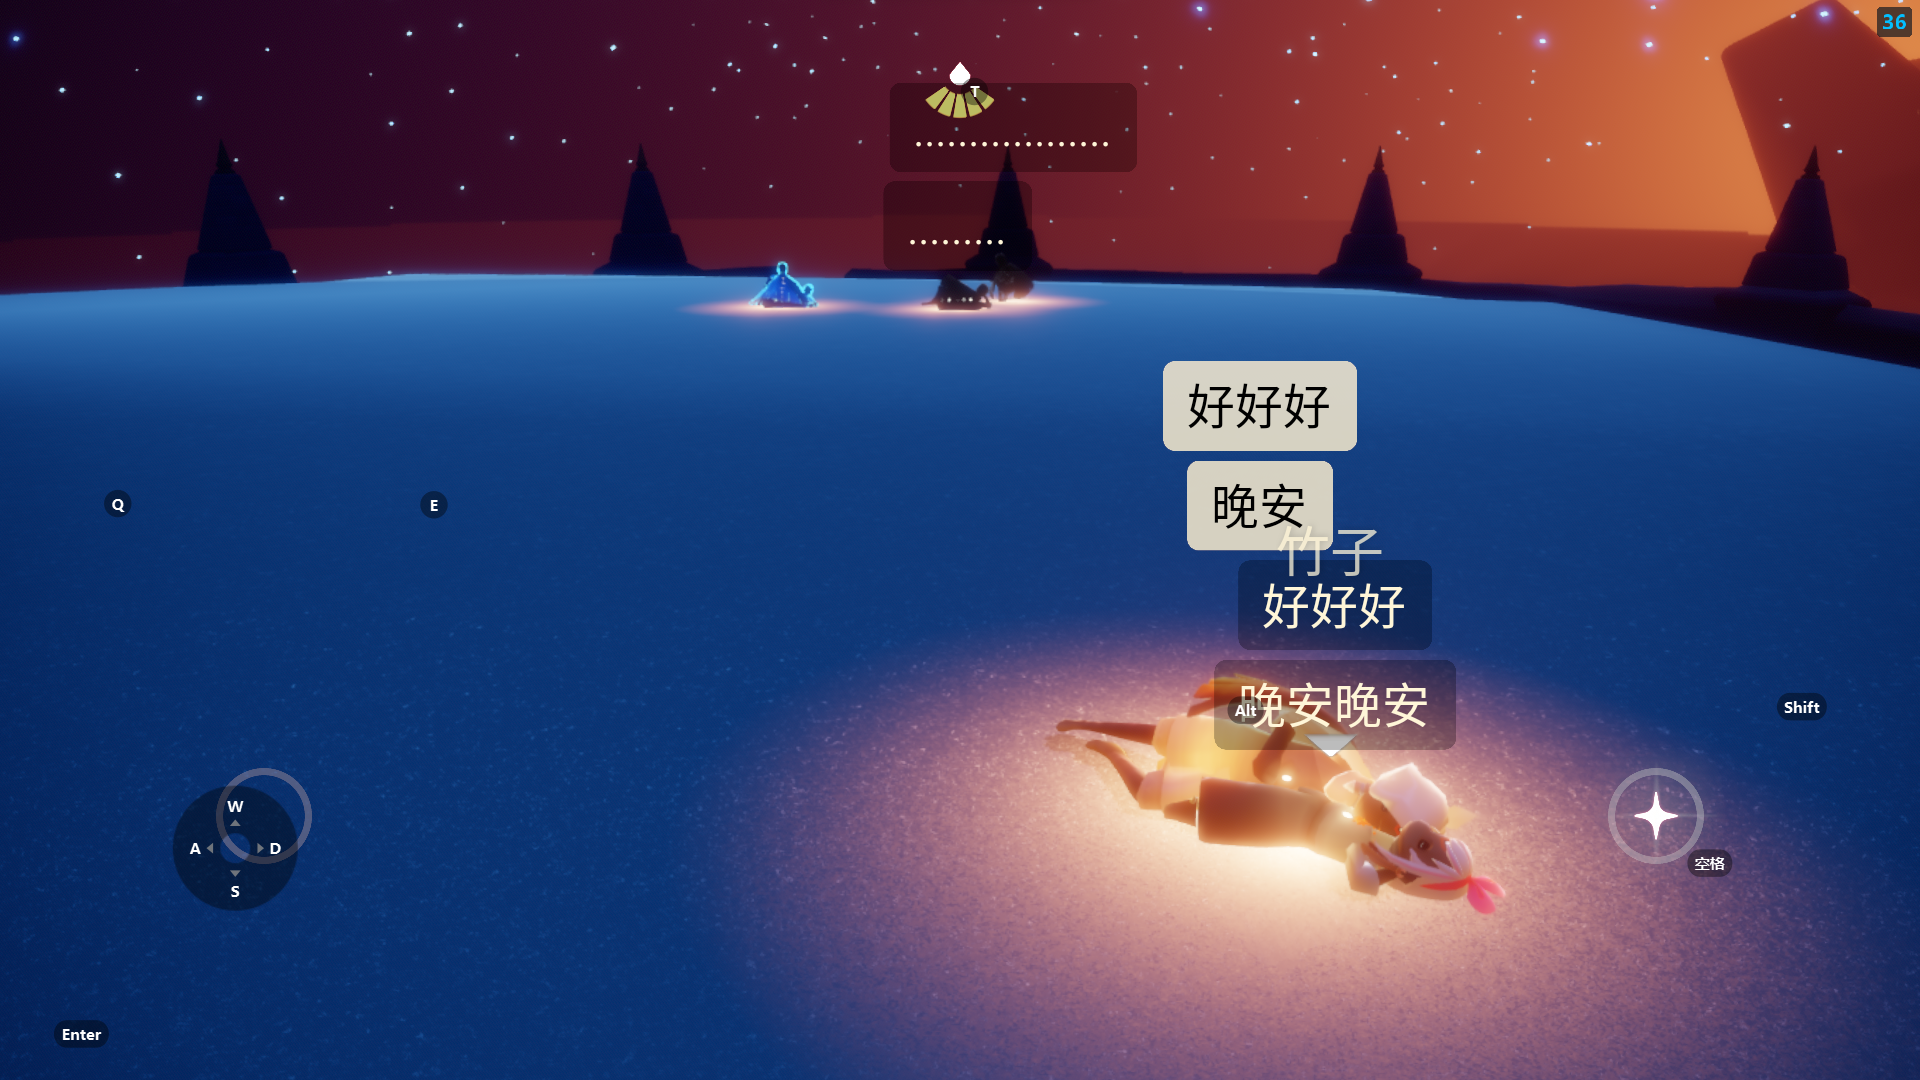 36
T
.................
.........
好好好
Q
E
晚安
竹子
好好好
晚安晚安
Alt
Shift
W
A
D
S
空格
Enter